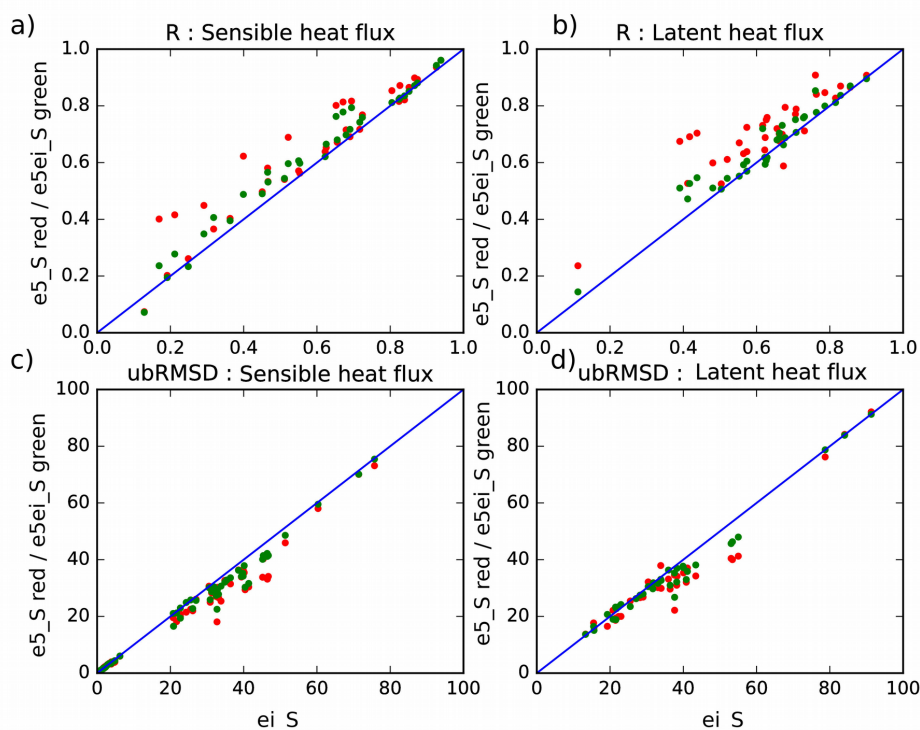 a)
R : Sensible heat flux
e5_S red / e5ei_S green
1.0
0.8
0.6
0.4
0.2
0.0
0.0 0.2 0.4 0.6 0.8 1.0
b)
R : Latent heat flux
e5_S red / e5ei_S green
1.0
0.8
0.6
0.4
0.2
0.0
0.0 0.2 0.4 0.6 0.8 1.0
c)
ubRMSD : Sensible heat flux
e5_S red / e5ei_S green
100
80
60
40
20
0
0 20 40 60 80 100
ei_S
d)
ubRMSD : Latent heat flux
e5_S red / e5ei_S green
100
80
60
40
20
0
0 20 40 60 80 100
ei_S